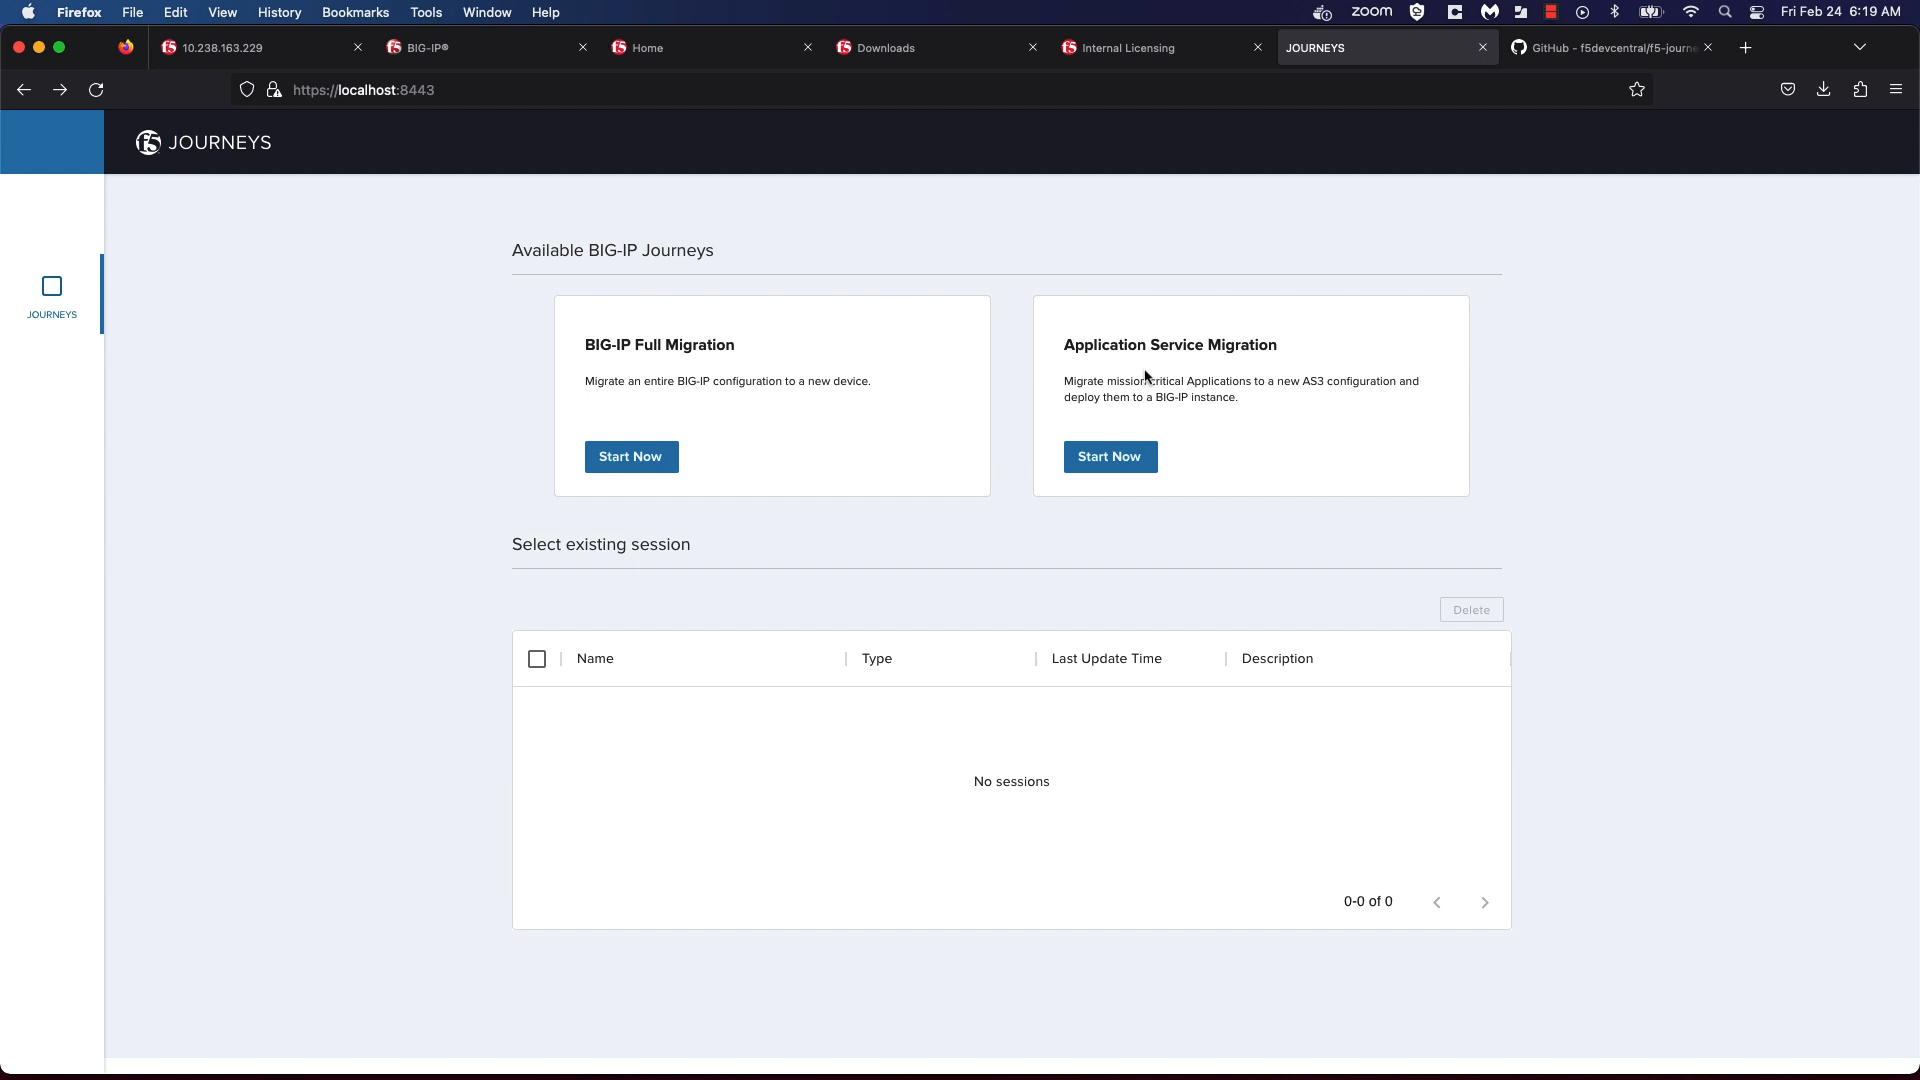 Firefox File Edit View History Bookmarks Tools Window Help zoom Fri Feb 24 6:19 AM
10.238.163.229 BIG-IP® Home Downloads Internal Licensing JOURNEYS GitHub - f5devcentral/f5-journe
https://localhost:8443
f5 JOURNEYS
JOURNEYS
Available BIG-IP Journeys
BIG-IP Full Migration
Migrate an entire BIG-IP configuration to a new device.
Start Now
Application Service Migration
Migrate mission critical Applications to a new AS3 configuration and
deploy them to a BIG-IP instance.
Start Now
Select existing session
Delete
Name Type Last Update Time Description
No sessions
0-0 of 0